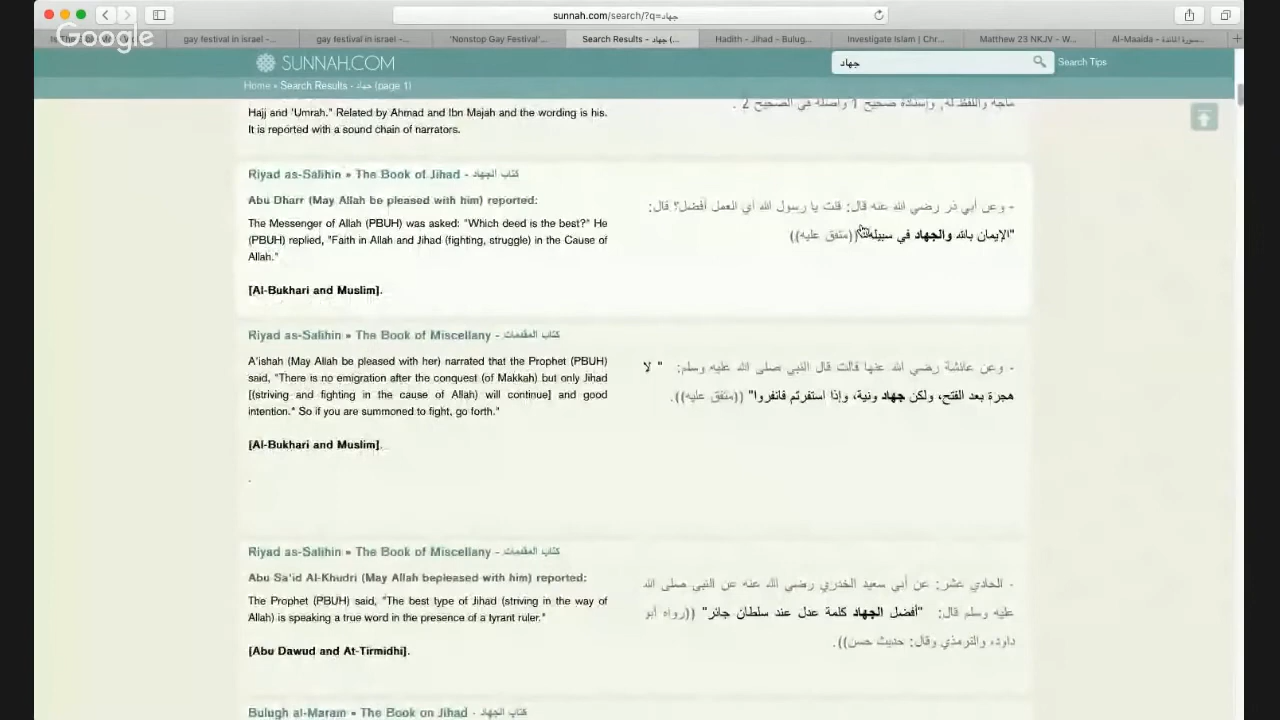 sunnah.com/search/?q=جهاد
Google
gay festival in israel -...
gay festival in israel -...
'Nonstop Gay Festival'...
Search Results - جهاد (...
Hadith - Jihad - Bulug...
Investigate Islam | Chr...
Matthew 23 NKJV - W...
Al-Maaida - سورة المائدة...
SUNNAH.COM
جهاد
Search Tips
Home » Search Results - جهاد (page 1)
Hajj and 'Umrah." Related by Ahmad and Ibn Majah and the wording is his.
It is reported with a sound chain of narrators.
ماجه واللفظ له, وإسناده صحيح 1 وأصله في الصحيح 2 .
Riyad as-Salihin » The Book of Jihad - كتاب الجهاد
Abu Dharr (May Allah be pleased with him) reported:
The Messenger of Allah (PBUH) was asked: "Which deed is the best?" He
(PBUH) replied, "Faith in Allah and Jihad (fighting, struggle) in the Cause of
Allah."
[Al-Bukhari and Muslim].
- وعن أبي ذر رضي الله عنه قال: قلت يا رسول الله أي العمل أفضل؟ قال:
"الإيمان بالله والجهاد في سبيله" ((متفق عليه))
Riyad as-Salihin » The Book of Miscellany - كتاب المقدمات
A'ishah (May Allah be pleased with her) narrated that the Prophet (PBUH)
said, "There is no emigration after the conquest (of Makkah) but only Jihad
[(striving and fighting in the cause of Allah) will continue] and good
intention.* So if you are summoned to fight, go forth."
[Al-Bukhari and Muslim].
.
- وعن عائشة رضي الله عنها قالت قال النبي صلى الله عليه وسلم: " لا
هجرة بعد الفتح، ولكن جهاد ونية، وإذا استفرتم فانفروا" ((متفق عليه)).
Riyad as-Salihin » The Book of Miscellany - كتاب المقدمات
Abu Sa'id Al-Khudri (May Allah bepleased with him) reported:
The Prophet (PBUH) said, "The best type of Jihad (striving in the way of
Allah) is speaking a true word in the presence of a tyrant ruler."
[Abu Dawud and At-Tirmidhi].
- الحادي عشر: عن أبي سعيد الخدري رضي الله عنه عن النبي صلى الله
عليه وسلم قال: "أفضل الجهاد كلمة عدل عند سلطان جائر" ((رواه أبو
داود، والترمذي وقال: حديث حسن)).
Bulugh al-Maram » The Book on Jihad - كتاب الجهاد